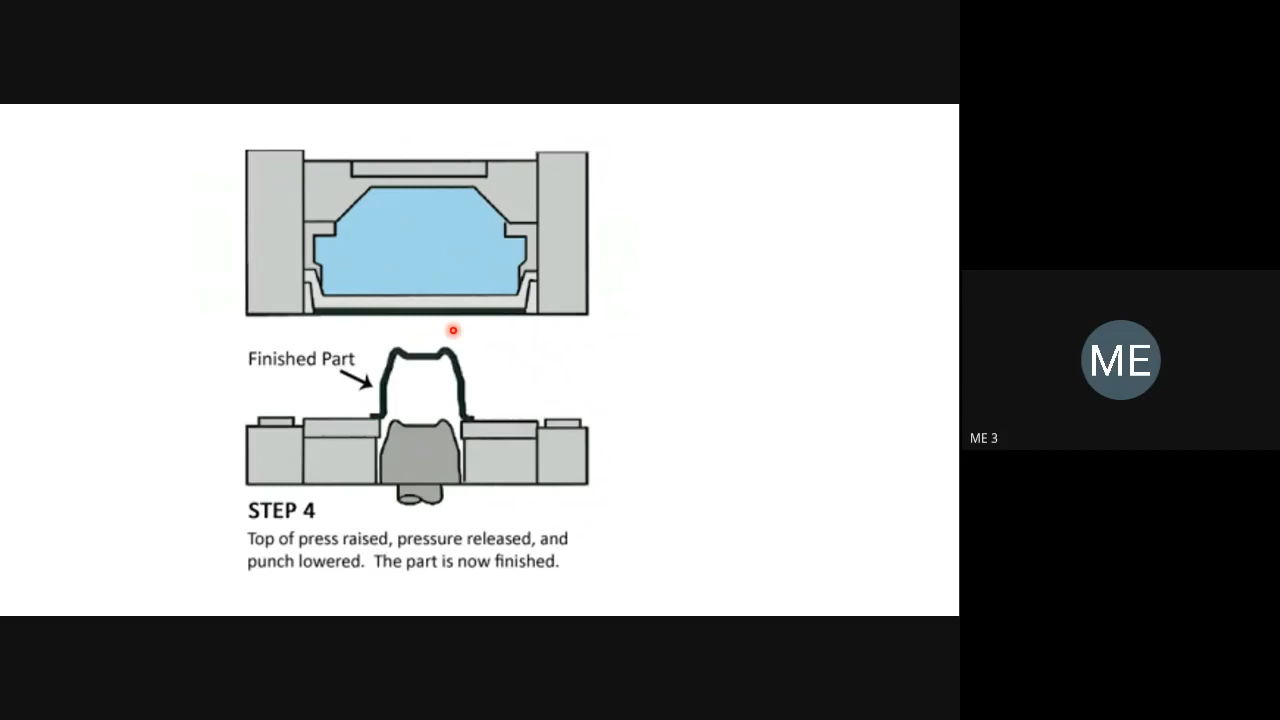 Finished Part
STEP 4
Top of press raised, pressure released, and
punch lowered. The part is now finished.
ME
ME 3